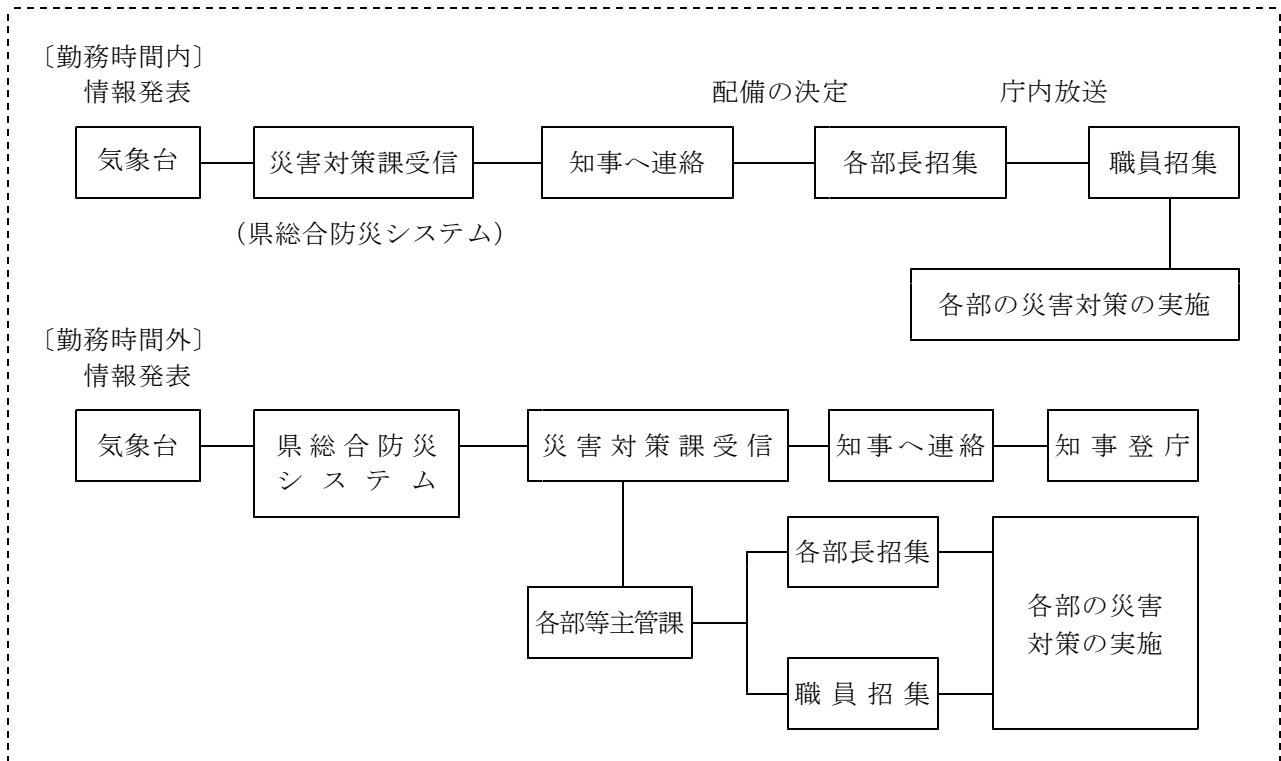 〔勤務時間内〕
情報発表
配備の決定
庁内放送
気象台
災害対策課受信
知事へ連絡
各部長招集
職員招集
（県総合防災システム）
各部の災害対策の実施
〔勤務時間外〕
情報発表
気象台
県総合防災
システム
災害対策課受信
知事へ連絡
知事登庁
各部長招集
各部等主管課
各部の災害
対策の実施
職員招集